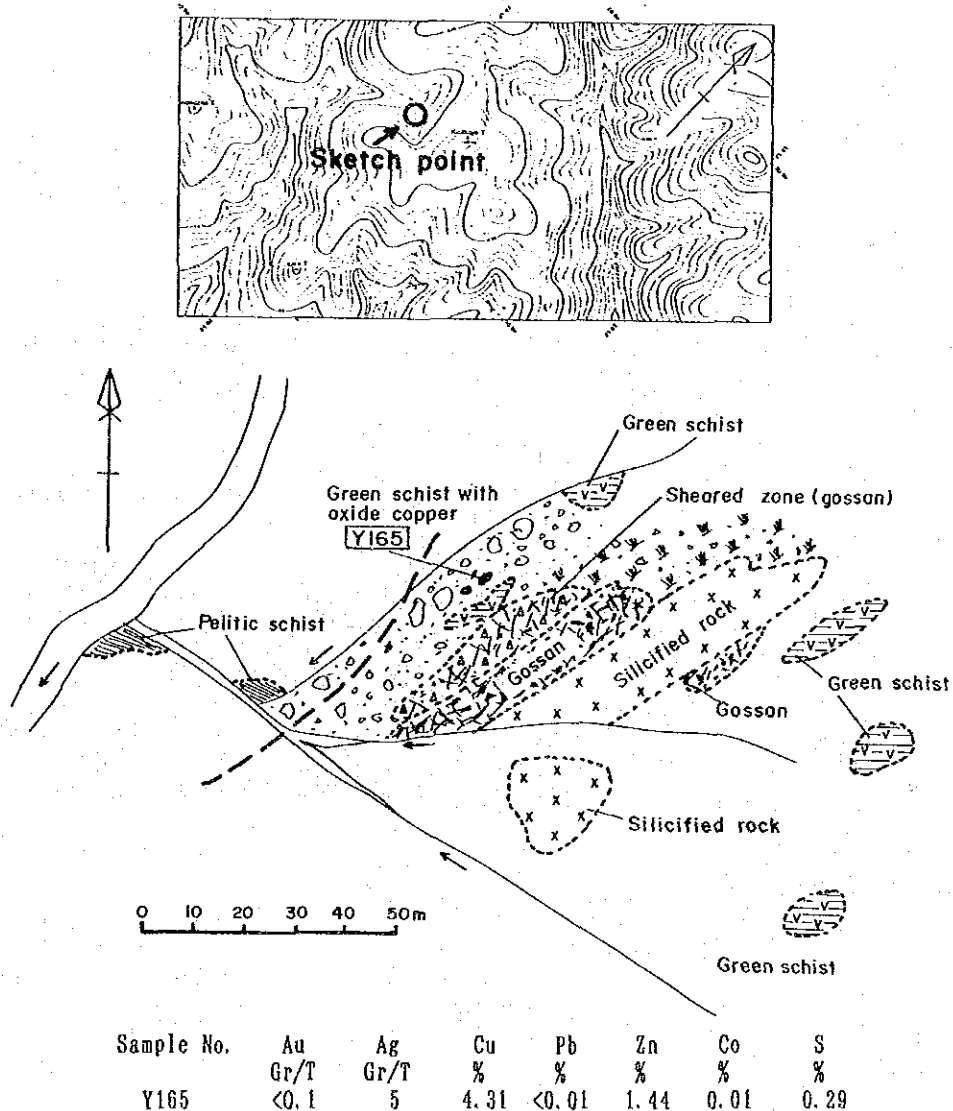 Sketch point
Green schist
Sheared zone (gossan)
Green schist with
oxide copper
Y165
Pelitic schist
Gossan
Silicified rock
Green schist
Gossan
Silicified rock
0 10 20 30 40 50 m
Green schist
Sample No. Au Ag Cu Pb Zn Co S
Gr/T Gr/T % % % % %
Y165 <0.1 5 4.31 <0.01 1.44 0.01 0.29